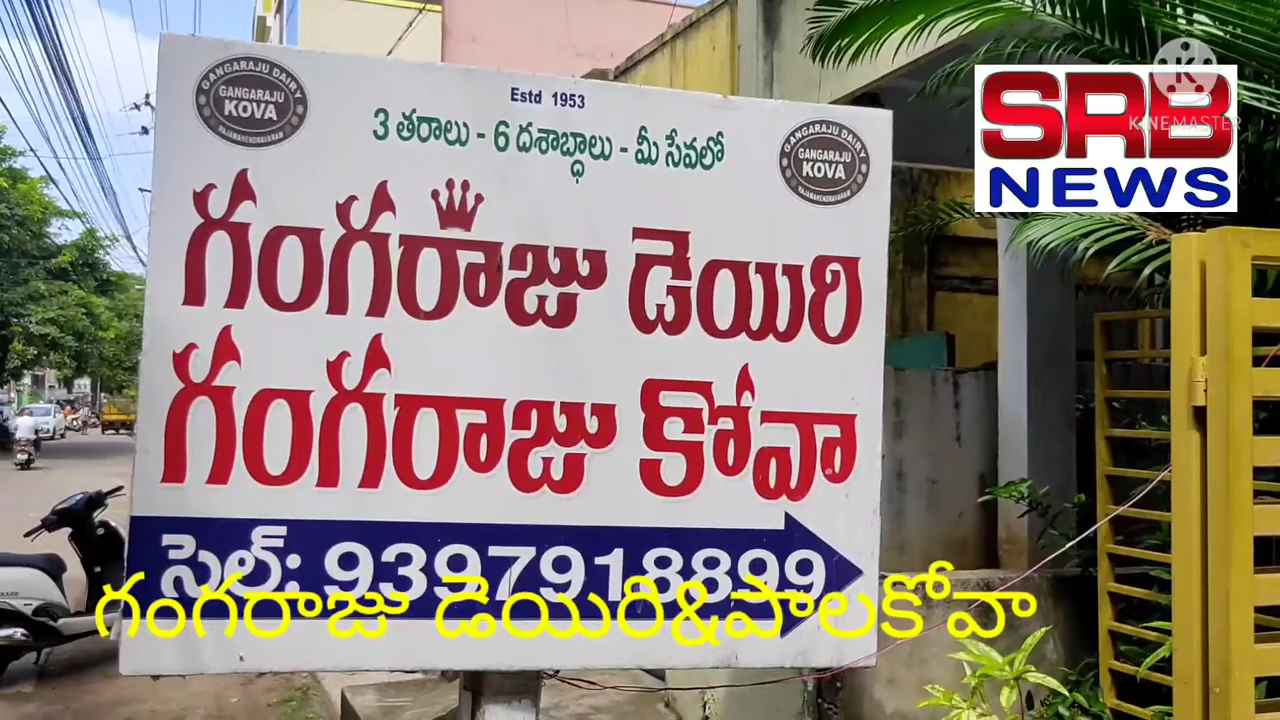 Estd 1953
GANGARAJU DAIRY
GANGARAJU
KOVA
RAJAMAHENDRAVARAM
3 తరాలు - 6 దశాబ్ధాలు - మీ సేవలో
GANGARAJU DAIRY
GANGARAJU
KOVA
RAJAMAHENDRAVARAM
SRB
NEWS
KINEMASTER
గంగరాజు డెయిరి
గంగరాజు కోవా
సెల్: 9397918899
గంగరాజు డెయిరీ&పాలకోవా